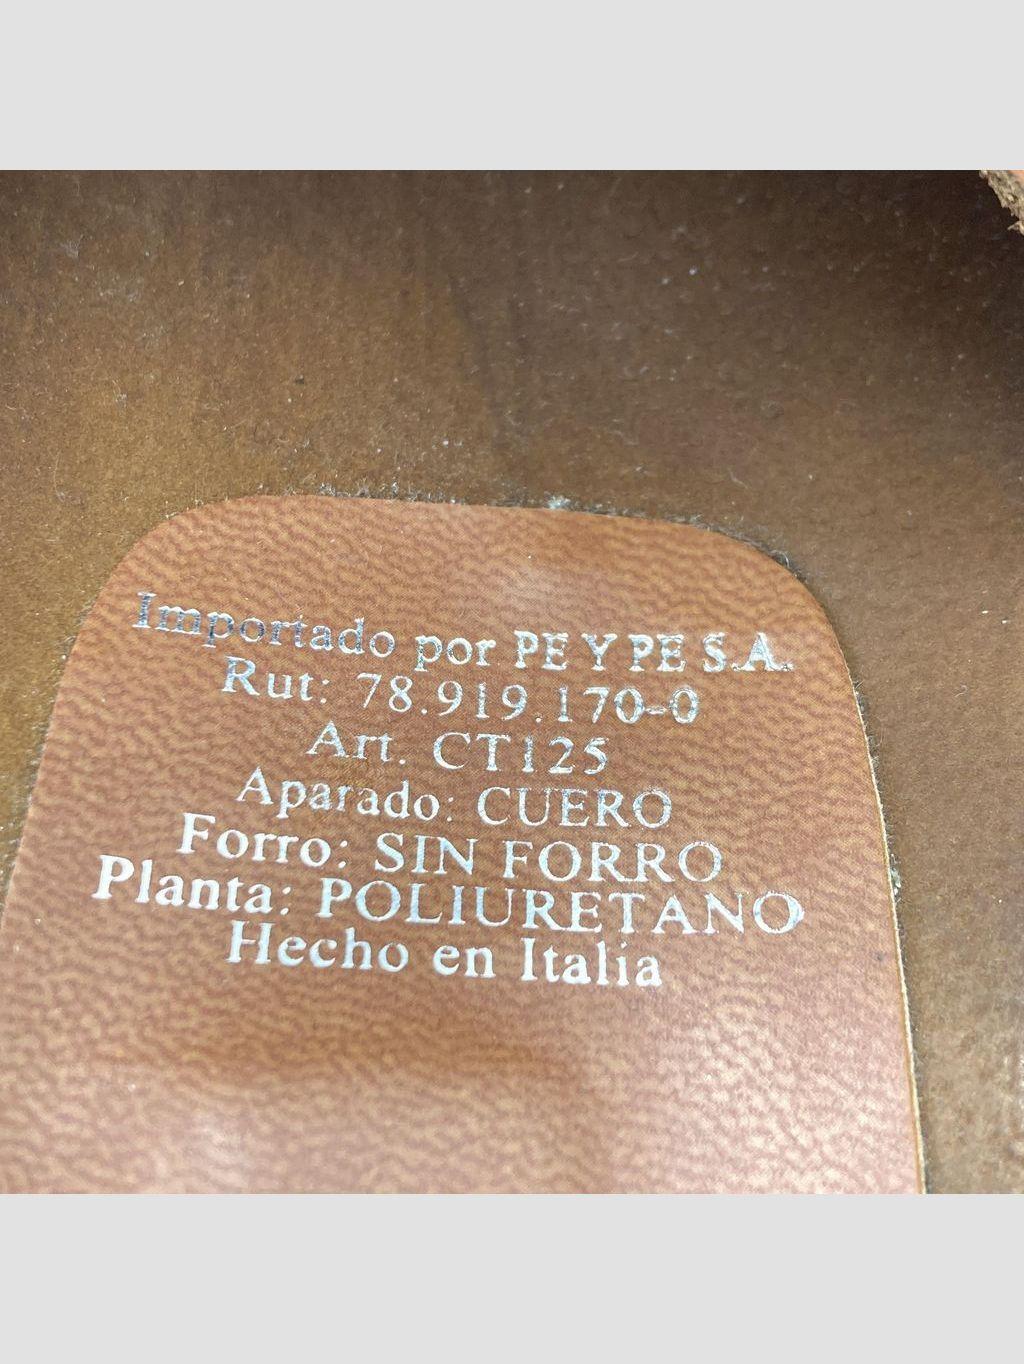 Importado por PE Y PE S.A.
Rut: 78.919.170-0
Art. CT125
Aparado: CUERO
Forro: SIN FORRO
Planta: POLIURETANO
Hecho en Italia